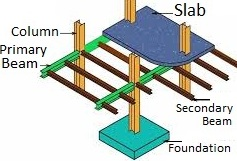 Slab
Column
Primary
Beam
Secondary
Beam
Foundation